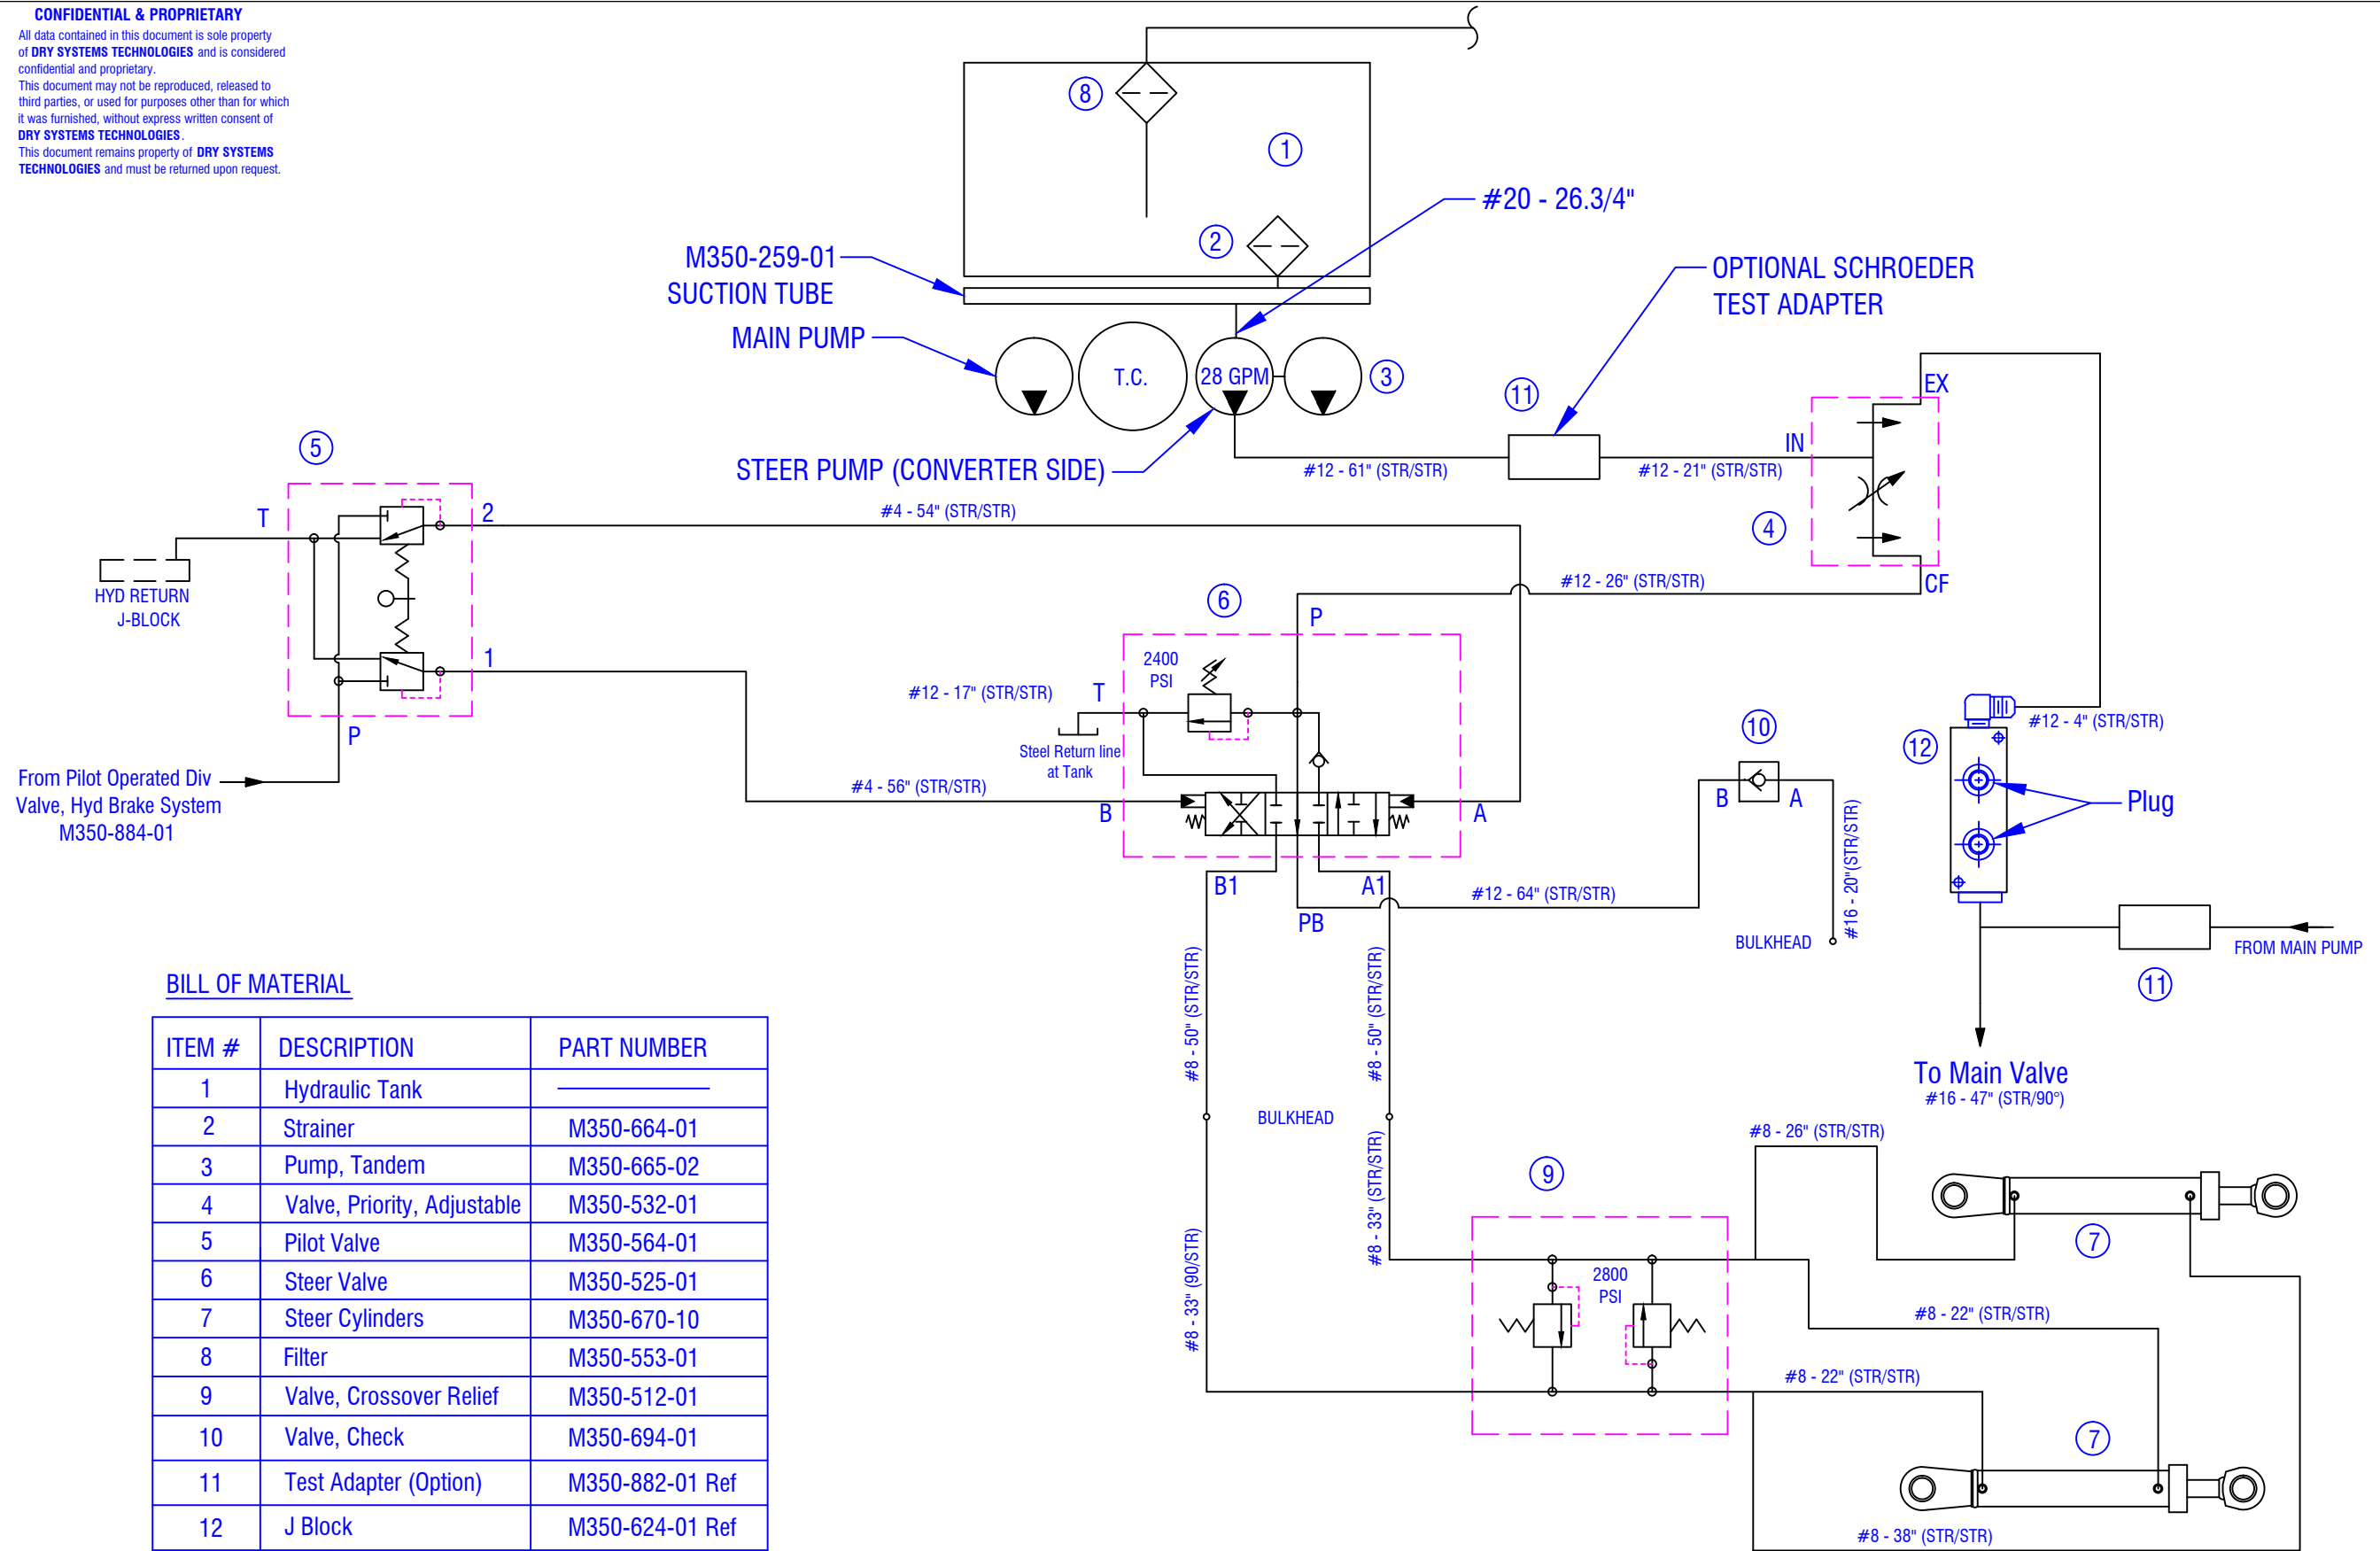 CONFIDENTIAL & PROPRIETARY
All data contained in this document is sole property
of DRY SYSTEMS TECHNOLOGIES and is considered
confidential and proprietary.
This document may not be reproduced, released to
third parties, or used for purposes other than for which
it was furnished, without express written consent of
DRY SYSTEMS TECHNOLOGIES.
This document remains property of DRY SYSTEMS
TECHNOLOGIES and must be returned upon request.
8
1
2
#20 - 26.3/4"
M350-259-01
SUCTION TUBE
MAIN PUMP
T.C.
28 GPM
3
STEER PUMP (CONVERTER SIDE)
OPTIONAL SCHROEDER
TEST ADAPTER
11
#12 - 61" (STR/STR)
#12 - 21" (STR/STR)
IN
EX
4
CF
5
T
2
#4 - 54" (STR/STR)
HYD RETURN
J-BLOCK
1
P
From Pilot Operated Div
Valve, Hyd Brake System
M350-884-01
#12 - 26" (STR/STR)
6
P
2400
PSI
#12 - 17" (STR/STR)
T
Steel Return line
at Tank
#4 - 56" (STR/STR)
B
A
B1
A1
PB
#12 - 64" (STR/STR)
10
B
A
#16 - 20"(STR/STR)
BULKHEAD
12
#12 - 4" (STR/STR)
Plug
FROM MAIN PUMP
11
To Main Valve
#16 - 47" (STR/90°)
#8 - 50" (STR/STR)
#8 - 50" (STR/STR)
BULKHEAD
#8 - 33" (90/STR)
#8 - 33" (STR/STR)
9
2800
PSI
#8 - 26" (STR/STR)
7
#8 - 22" (STR/STR)
#8 - 22" (STR/STR)
7
#8 - 38" (STR/STR)
BILL OF MATERIAL
ITEM # DESCRIPTION PART NUMBER
1 Hydraulic Tank
2 Strainer M350-664-01
3 Pump, Tandem M350-665-02
4 Valve, Priority, Adjustable M350-532-01
5 Pilot Valve M350-564-01
6 Steer Valve M350-525-01
7 Steer Cylinders M350-670-10
8 Filter M350-553-01
9 Valve, Crossover Relief M350-512-01
10 Valve, Check M350-694-01
11 Test Adapter (Option) M350-882-01 Ref
12 J Block M350-624-01 Ref